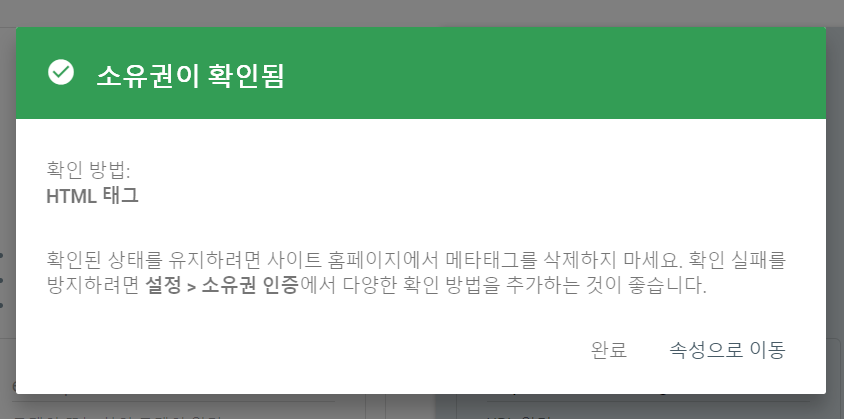 소유권이 확인됨
확인 방법:
HTML 태그
확인된 상태를 유지하려면 사이트 홈페이지에서 메타태그를 삭제하지 마세요. 확인 실패를
방지하려면 설정 > 소유권 인증에서 다양한 확인 방법을 추가하는 것이 좋습니다.
완료 속성으로 이동